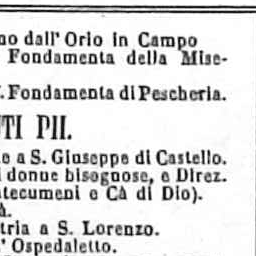 no dall' Orio in Campo
Fondamenta della Mise-
. Fondamenta di Pescheria.
TI PII.
e a S. Giuseppe di Castello.
donne bisognose, e Direz.
tecumeni e Cà di Dio).
à.
tria a S. Lorenzo.
' Ospedaletto.